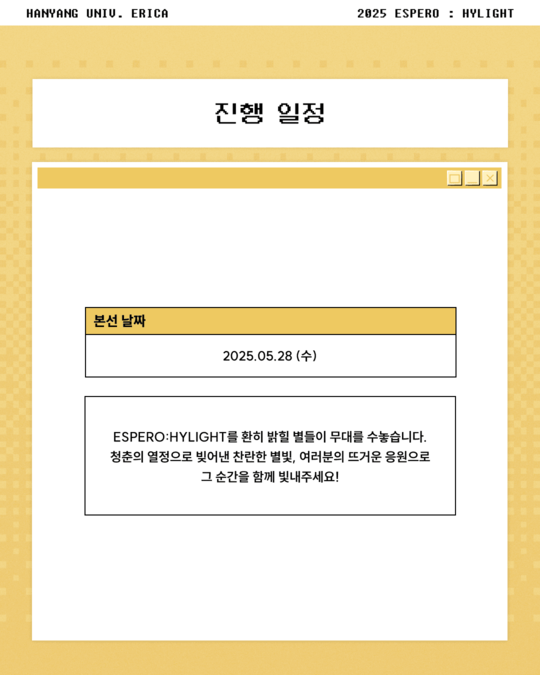 HANYANG UNIV. ERICA
2025 ESPERO : HYLIGHT
진행 일정
본선 날짜
2025.05.28 (수)
ESPERO:HYLIGHT를 환히 밝힐 별들이 무대를 수놓습니다.
청춘의 열정으로 빚어낸 찬란한 별빛, 여러분의 뜨거운 응원으로
그 순간을 함께 빛내주세요!